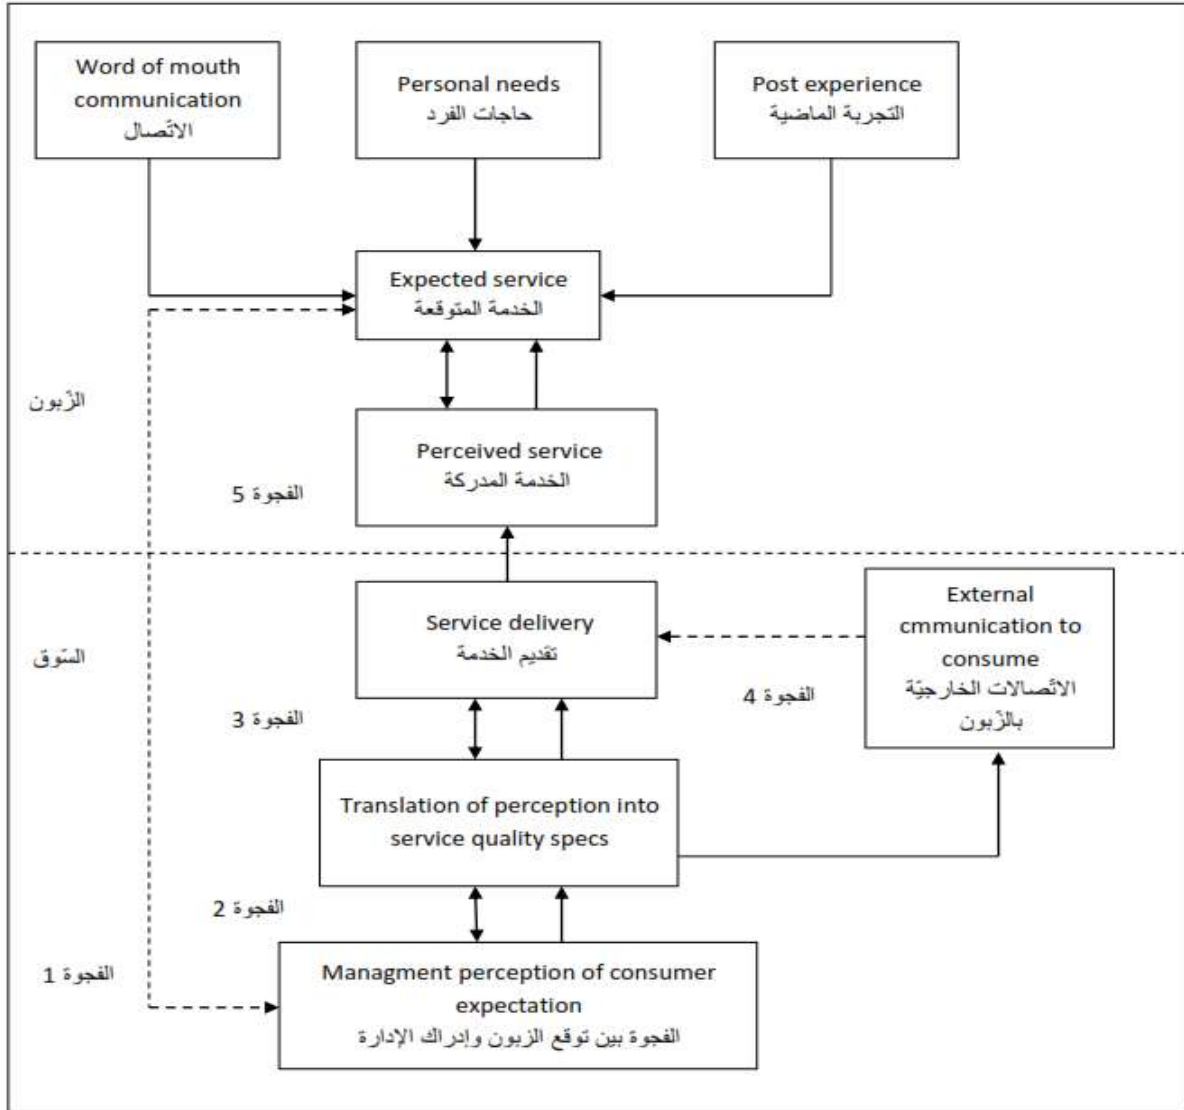 Word of mouth
communication
الاتّصال
Personal needs
حاجات الفرد
Post experience
التجربة الماضية
Expected service
الخدمة المتوقعة
الزّبون
Perceived service
الخدمة المدركة
الفجوة 5
Service delivery
تقديم الخدمة
External
cmmunication to
consume
الاتّصالات الخارجيّة
بالزّبون
السّوق
الفجوة 4
الفجوة 3
Translation of perception into
service quality specs
الفجوة 2
Managment perception of consumer
expectation
الفجوة بين توقع الزبون وإدراك الإدارة
الفجوة 1